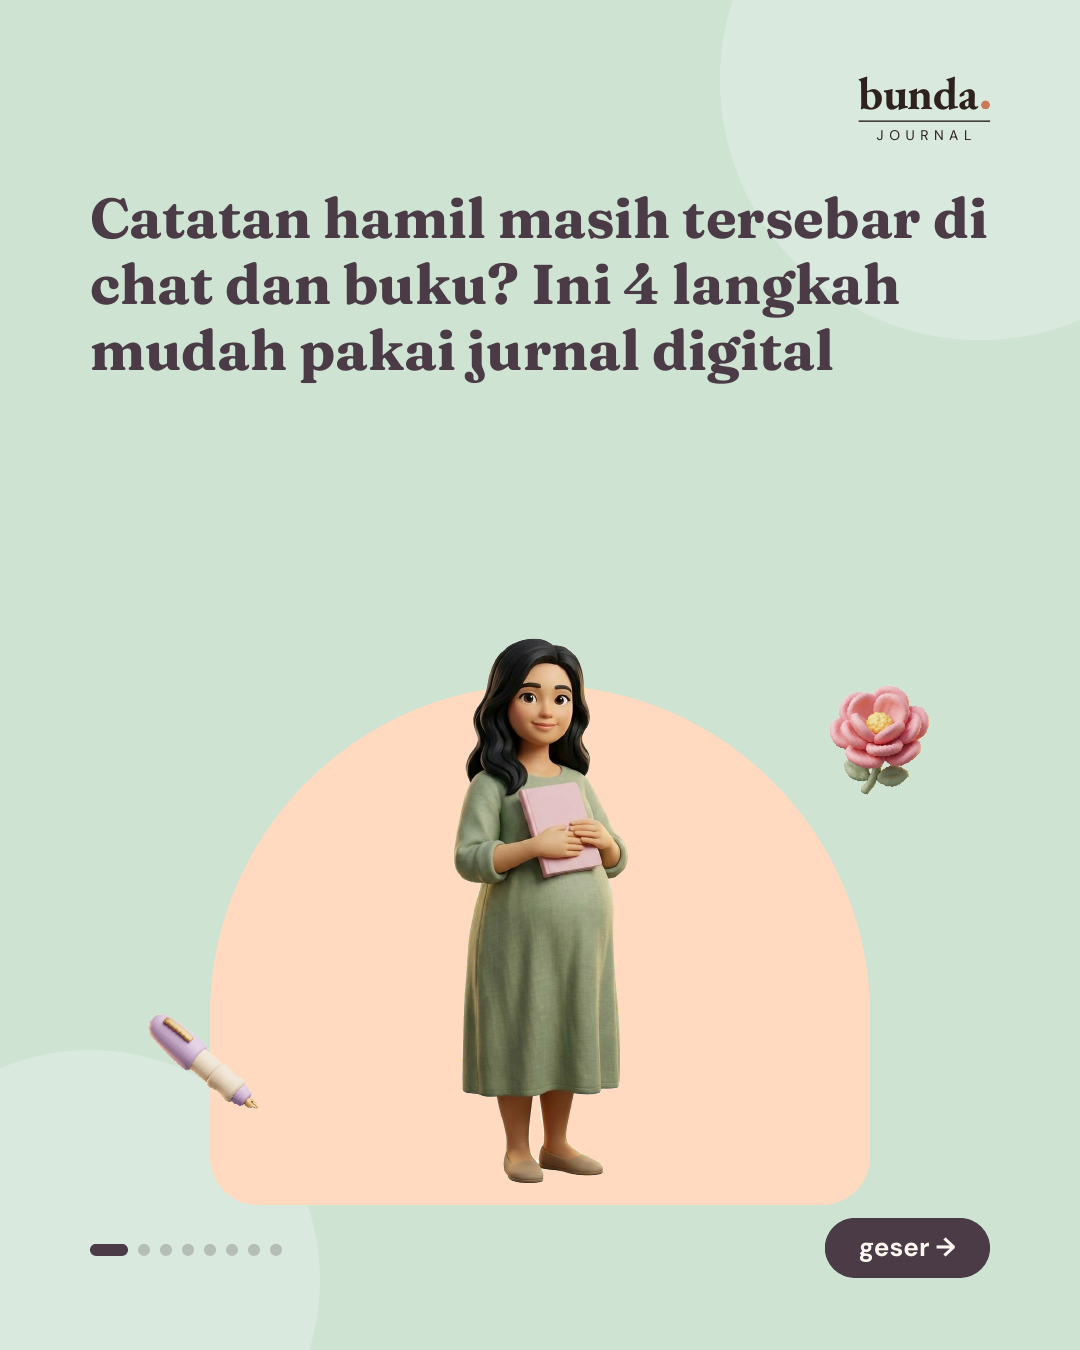 bunda.
JOURNAL
Catatan hamil masih tersebar di
chat dan buku? Ini 4 langkah
mudah pakai jurnal digital
geser →